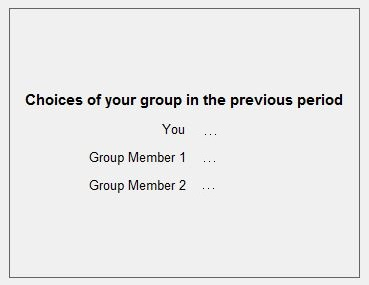 Choices of your group in the previous period
You ...
Group Member 1 ...
Group Member 2 ...